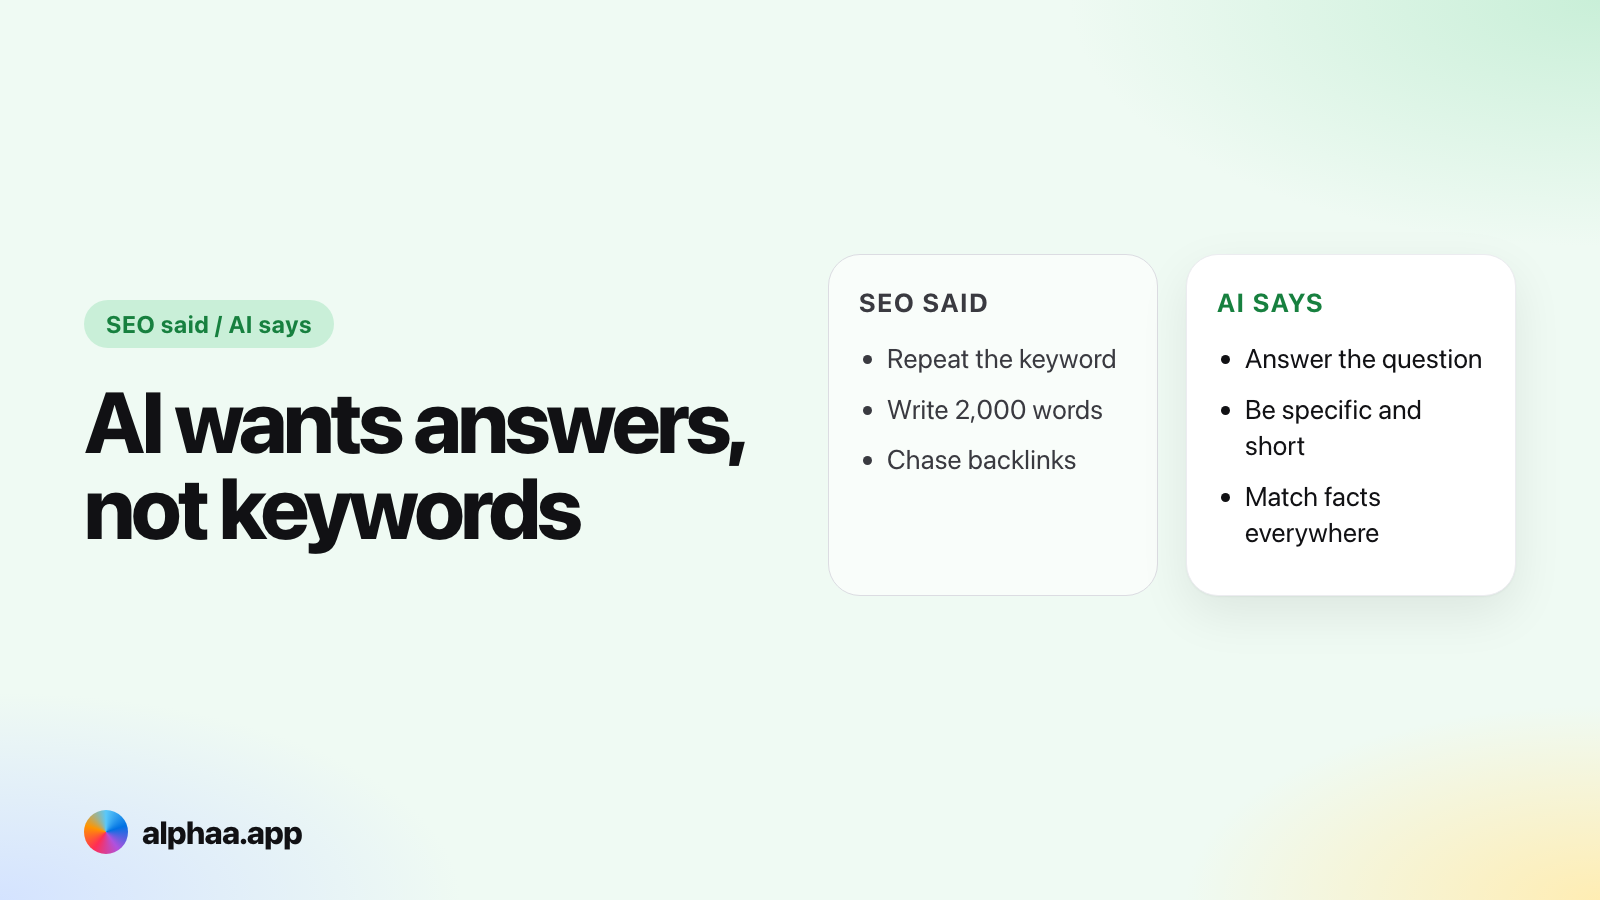 SEO said / AI says
AI wants answers,
not keywords
SEO SAID
• Repeat the keyword
• Write 2,000 words
• Chase backlinks
AI SAYS
• Answer the question
• Be specific and
short
• Match facts
everywhere
alphaa.app